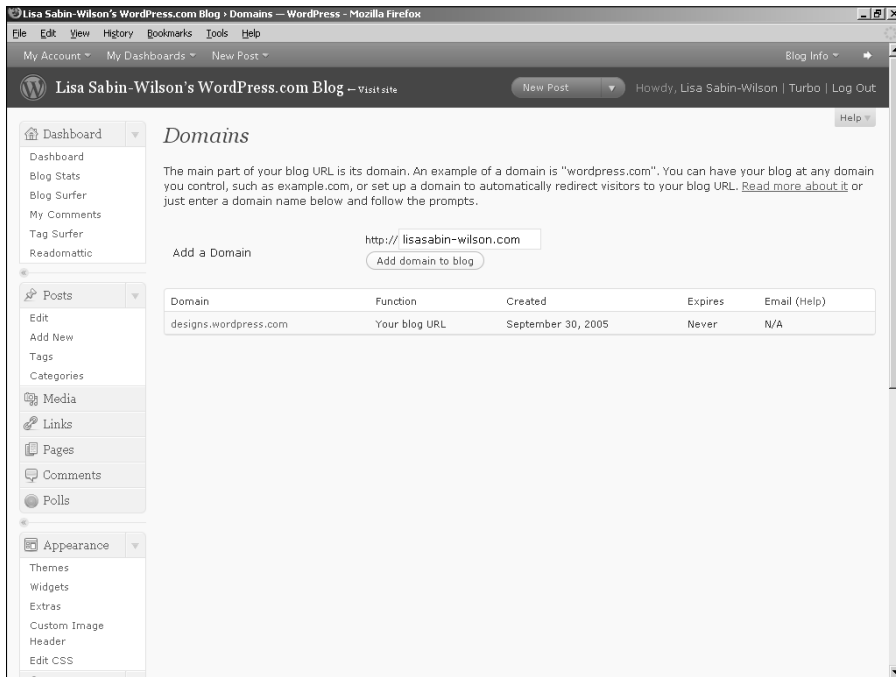 Lisa Sabin-Wilson's WordPress.com Blog › Domains — WordPress - Mozilla Firefox
File Edit View History Bookmarks Tools Help
My Account My Dashboards New Post Blog Info
Lisa Sabin-Wilson's WordPress.com Blog ← Visit site New Post Howdy, Lisa Sabin-Wilson | Turbo | Log Out
Help
Dashboard
Dashboard
Blog Stats
Blog Surfer
My Comments
Tag Surfer
Readomattic
Posts
Edit
Add New
Tags
Categories
Media
Links
Pages
Comments
Polls
Appearance
Themes
Widgets
Extras
Custom Image
Header
Edit CSS
Domains
The main part of your blog URL is its domain. An example of a domain is "wordpress.com". You can have your blog at any domain
you control, such as example.com, or set up a domain to automatically redirect visitors to your blog URL. Read more about it or
just enter a domain name below and follow the prompts.
Add a Domain http:// lisasabin-wilson.com
Add domain to blog
Domain Function Created Expires Email (Help)
designs.wordpress.com Your blog URL September 30, 2005 Never N/A